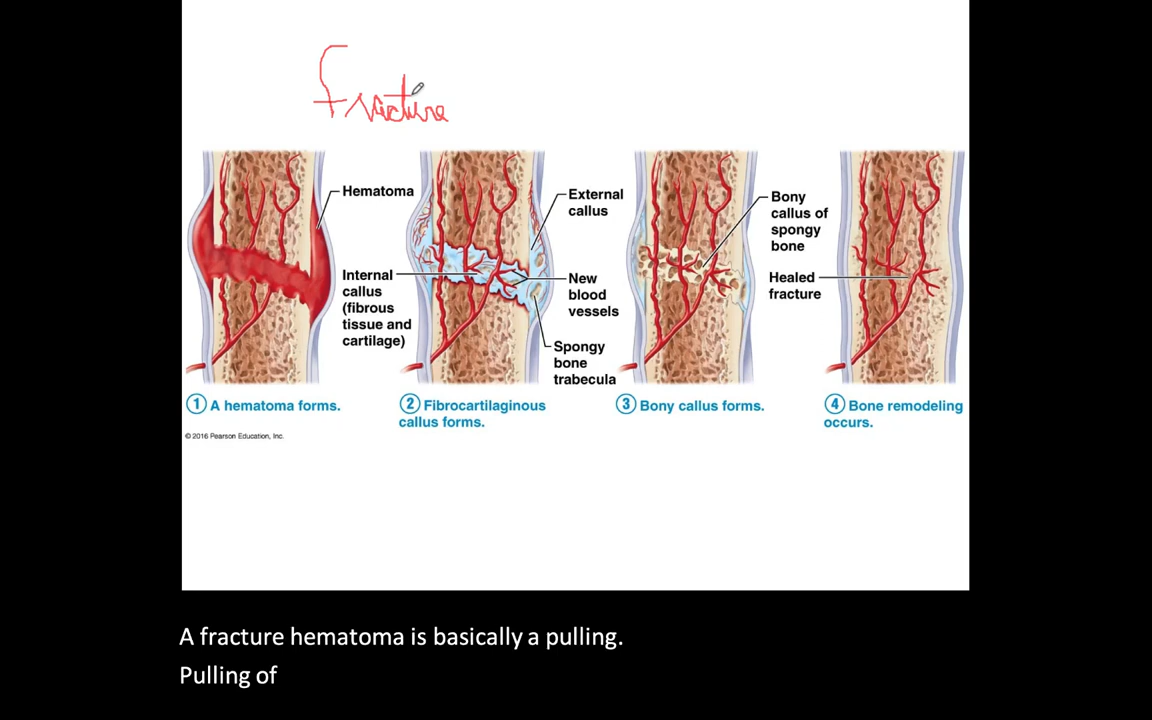 fracture
Hematoma
Internal
callus
(fibrous
tissue and
cartilage)
External
callus
New
blood
vessels
Spongy
bone
trabecula
Bony
callus of
spongy
bone
Healed
fracture
1 A hematoma forms.
2 Fibrocartilaginous
callus forms.
3 Bony callus forms.
4 Bone remodeling
occurs.
© 2016 Pearson Education, Inc.
A fracture hematoma is basically a pulling.
Pulling of